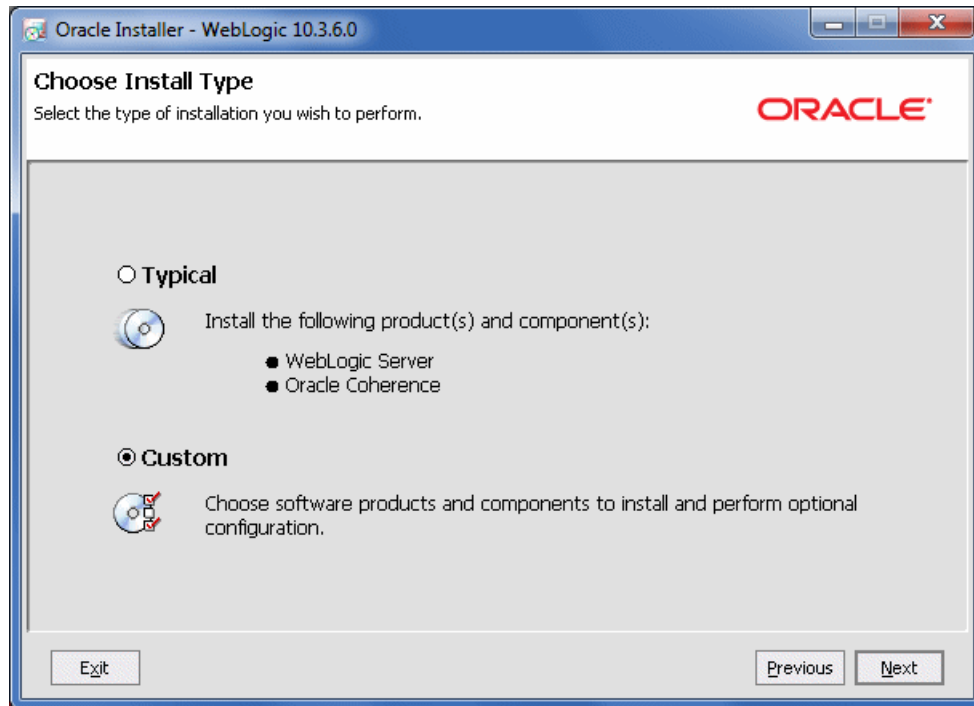 Oracle Installer - WebLogic 10.3.6.0
Choose Install Type
Select the type of installation you wish to perform.
ORACLE
Typical
Install the following product(s) and component(s):
WebLogic Server
Oracle Coherence
Custom
Choose software products and components to install and perform optional
configuration.
Exit
Previous
Next